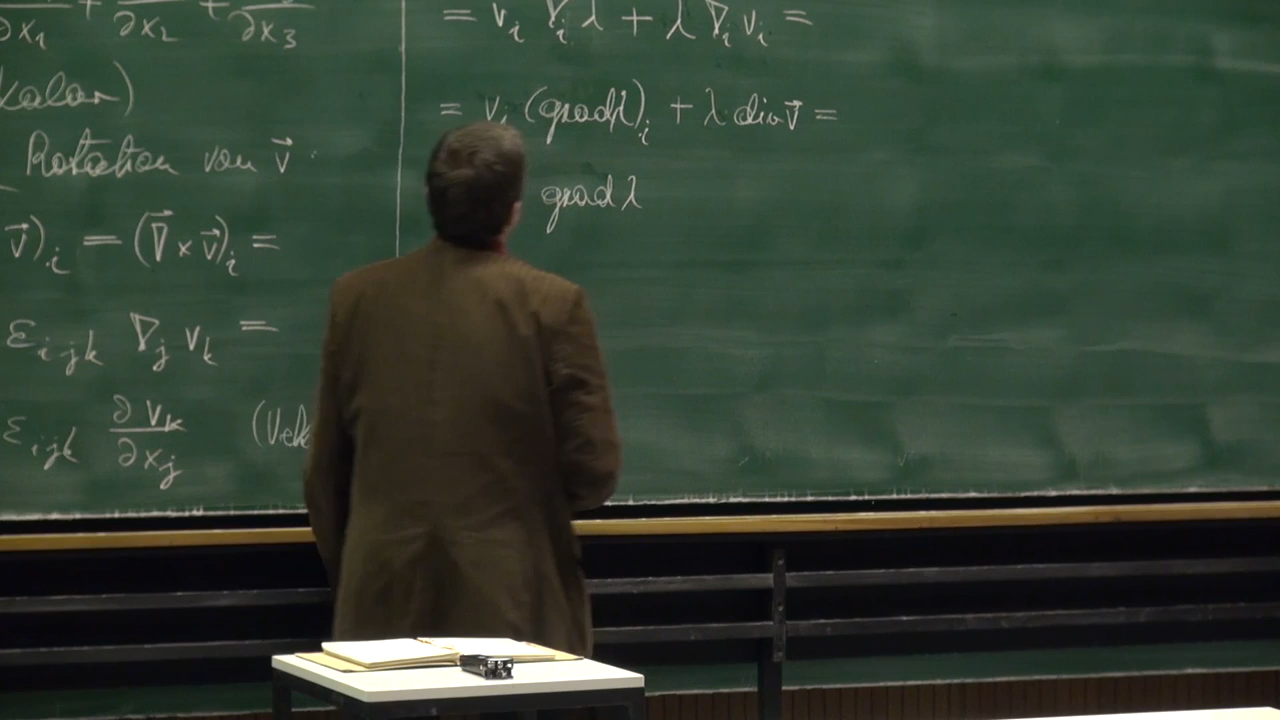 ∂x₁ + ∂x₂ + ∂x₃
kalar)
Rotation von v⃗
v⃗)ᵢ = (∇⃗ × v⃗)ᵢ =
εᵢⱼₖ ∇ⱼ vₖ =
εᵢⱼₖ ∂vₖ/∂xⱼ (Vek
= vᵢ ∇ᵢ λ + λ ∇ᵢ vᵢ =
= vᵢ (grad λ)ᵢ + λ div v⃗ =
grad λ